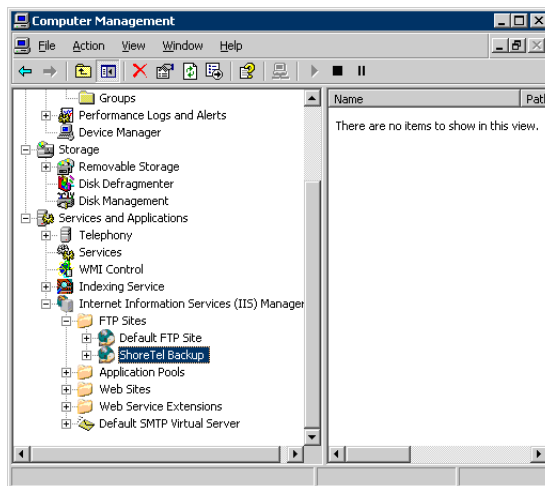 Computer Management
File Action View Window Help
Groups
Performance Logs and Alerts
Device Manager
Storage
Removable Storage
Disk Defragmenter
Disk Management
Services and Applications
Telephony
Services
WMI Control
Indexing Service
Internet Information Services (IIS) Manager
FTP Sites
Default FTP Site
ShoreTel Backup
Application Pools
Web Sites
Web Service Extensions
Default SMTP Virtual Server
Name Path
There are no items to show in this view.